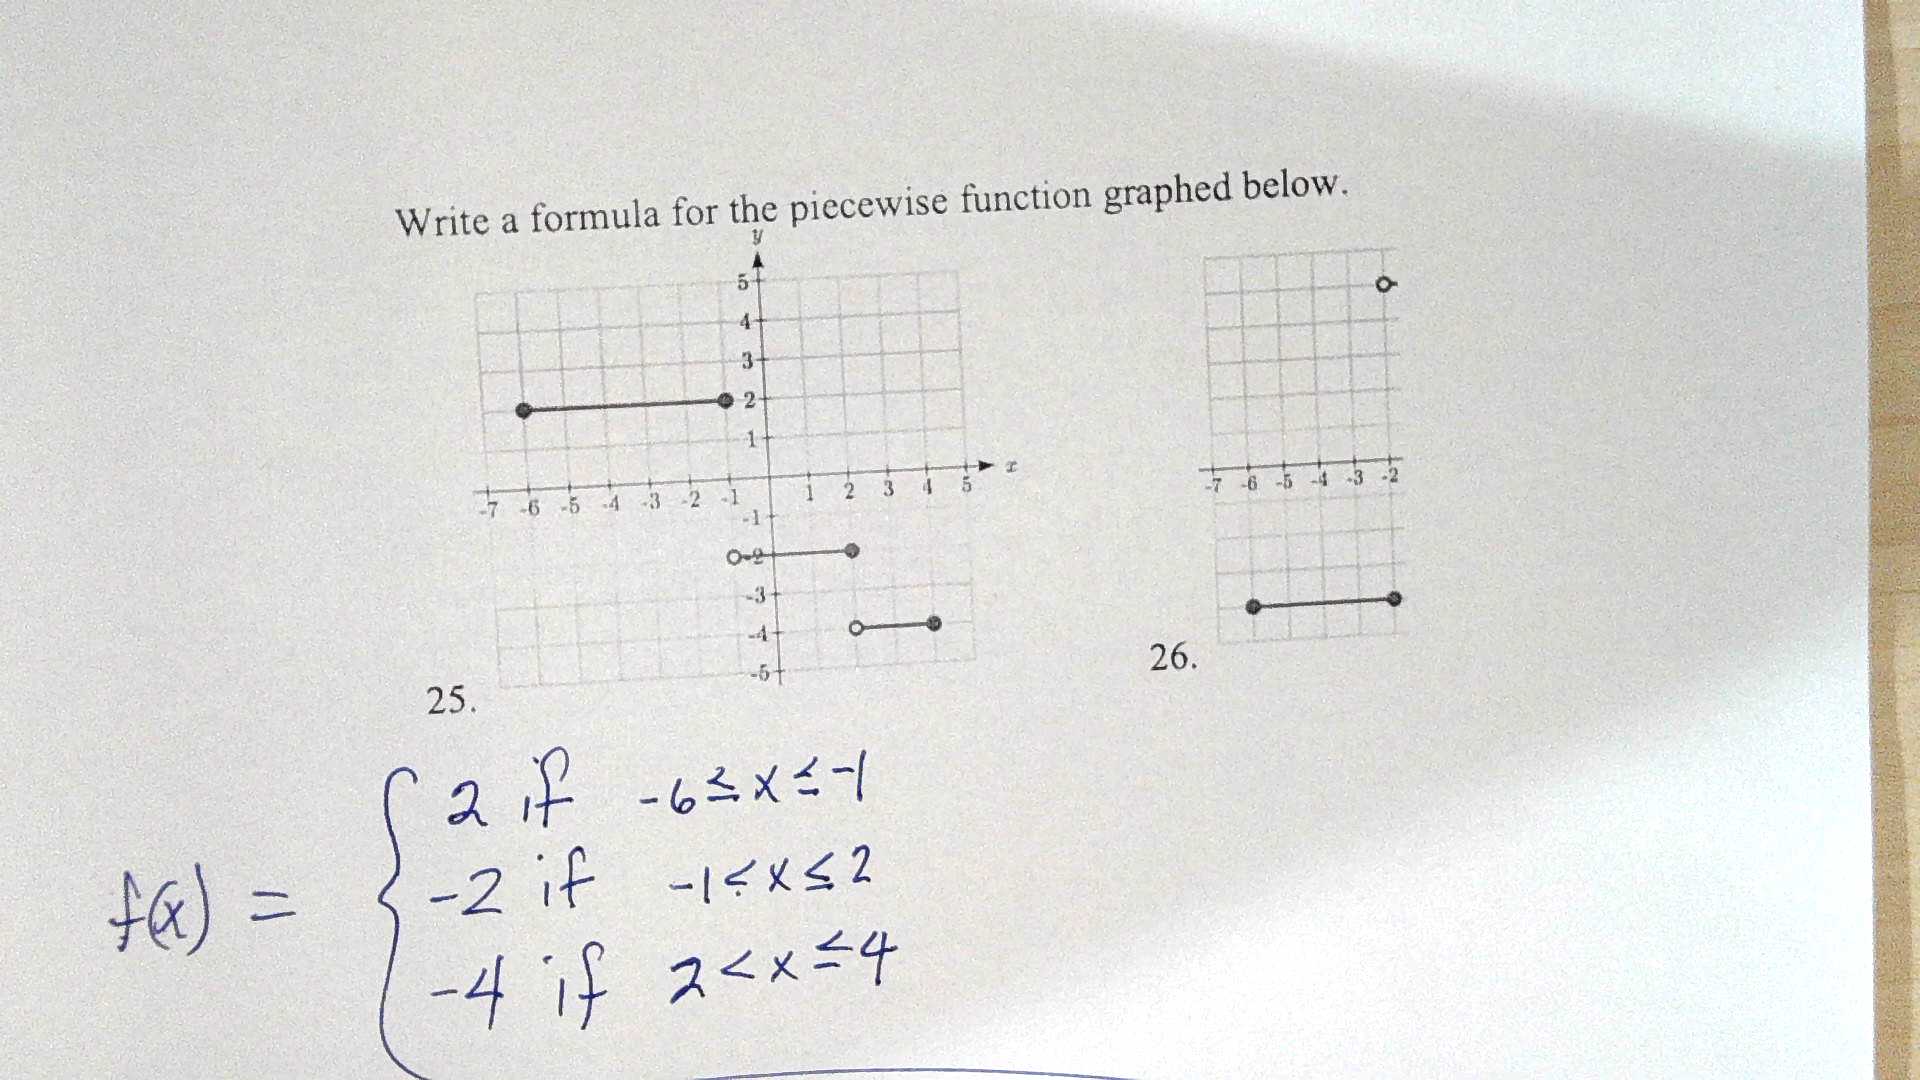 Write a formula for the piecewise function graphed below.
y
5
4
3
2
1
x
-7 -6 -5 -4 -3 -2 -1 1 2 3 4 5
-1
-2
-3
-4
-5
25.
-7 -6 -5 -4 -3 -2
26.
f(x) = { 2 if -6 ≤ x ≤ -1
-2 if -1 < x ≤ 2
-4 if 2 < x ≤ 4